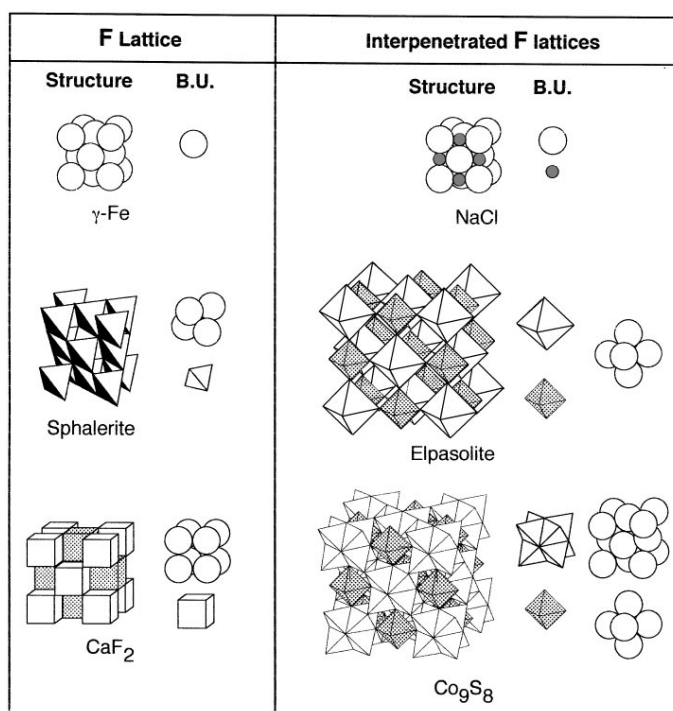 F Lattice
Interpenetrated F lattices
Structure B.U.
Structure B.U.
γ-Fe
NaCl
Sphalerite
Elpasolite
CaF2
Co9S8